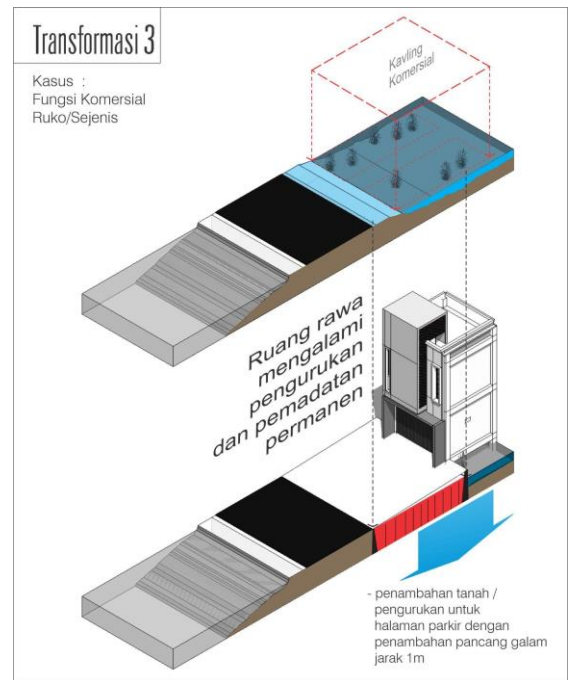 Transformasi 3
Kasus :
Fungsi Komersial
Ruko/Sejenis
Kavling
Komersial
Ruang rawa
mengalami
pengurukan
dan pemadatan
permanen
- penambahan tanah /
pengurukan untuk
halaman parkir dengan
penambahan pancang galam
jarak 1m